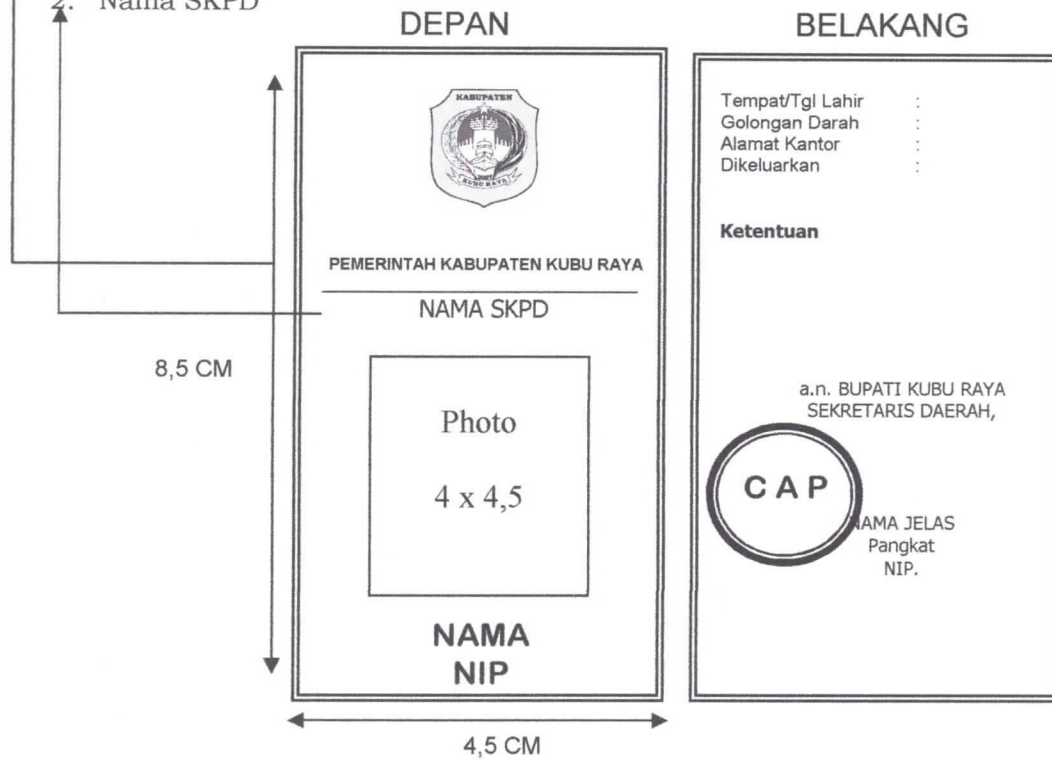 2. Nama SKPD
DEPAN
KABUPATEN
KUBU RAYA
PEMERINTAH KABUPATEN KUBU RAYA
NAMA SKPD
8,5 CM
Photo
4 x 4,5
NAMA
NIP
4,5 CM
BELAKANG
Tempat/Tgl Lahir :
Golongan Darah :
Alamat Kantor :
Dikeluarkan :
Ketentuan
a.n. BUPATI KUBU RAYA
SEKRETARIS DAERAH,
C A P
NAMA JELAS
Pangkat
NIP.